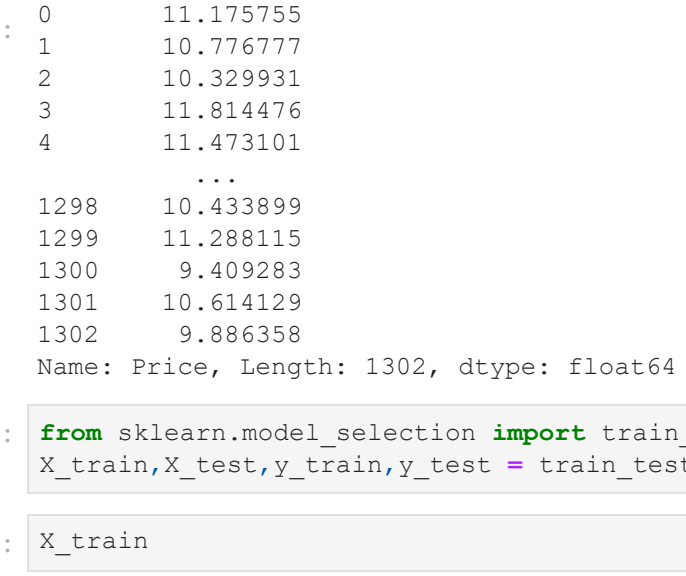 0 11.175755
1 10.776777
2 10.329931
3 11.814476
4 11.473101
...
1298 10.433899
1299 11.288115
1300 9.409283
1301 10.614129
1302 9.886358
Name: Price, Length: 1302, dtype: float64
: from sklearn.model_selection import train_
X_train,X_test,y_train,y_test = train_test
: X_train